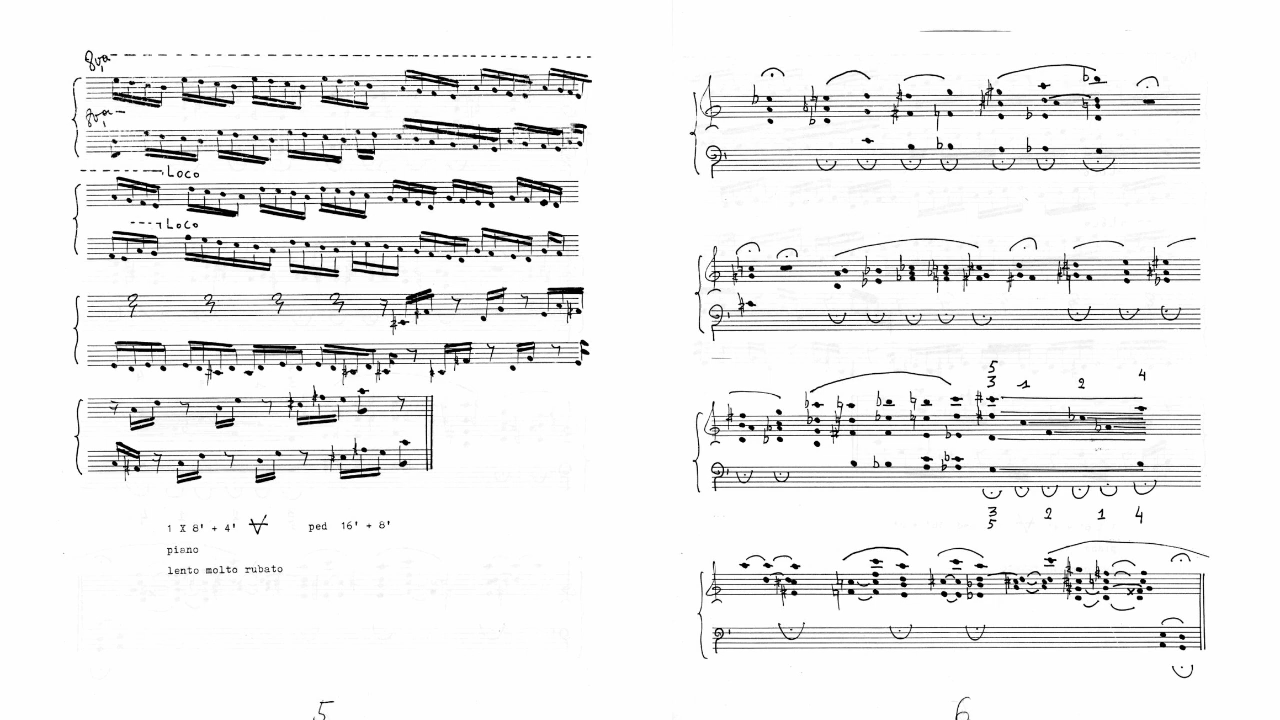 8va
8va
Loco
Loco
1 X 8' + 4' ped 16' + 8'
piano
lento molto rubato
5
5
3 1 2 4
3 2 1 4
5
6